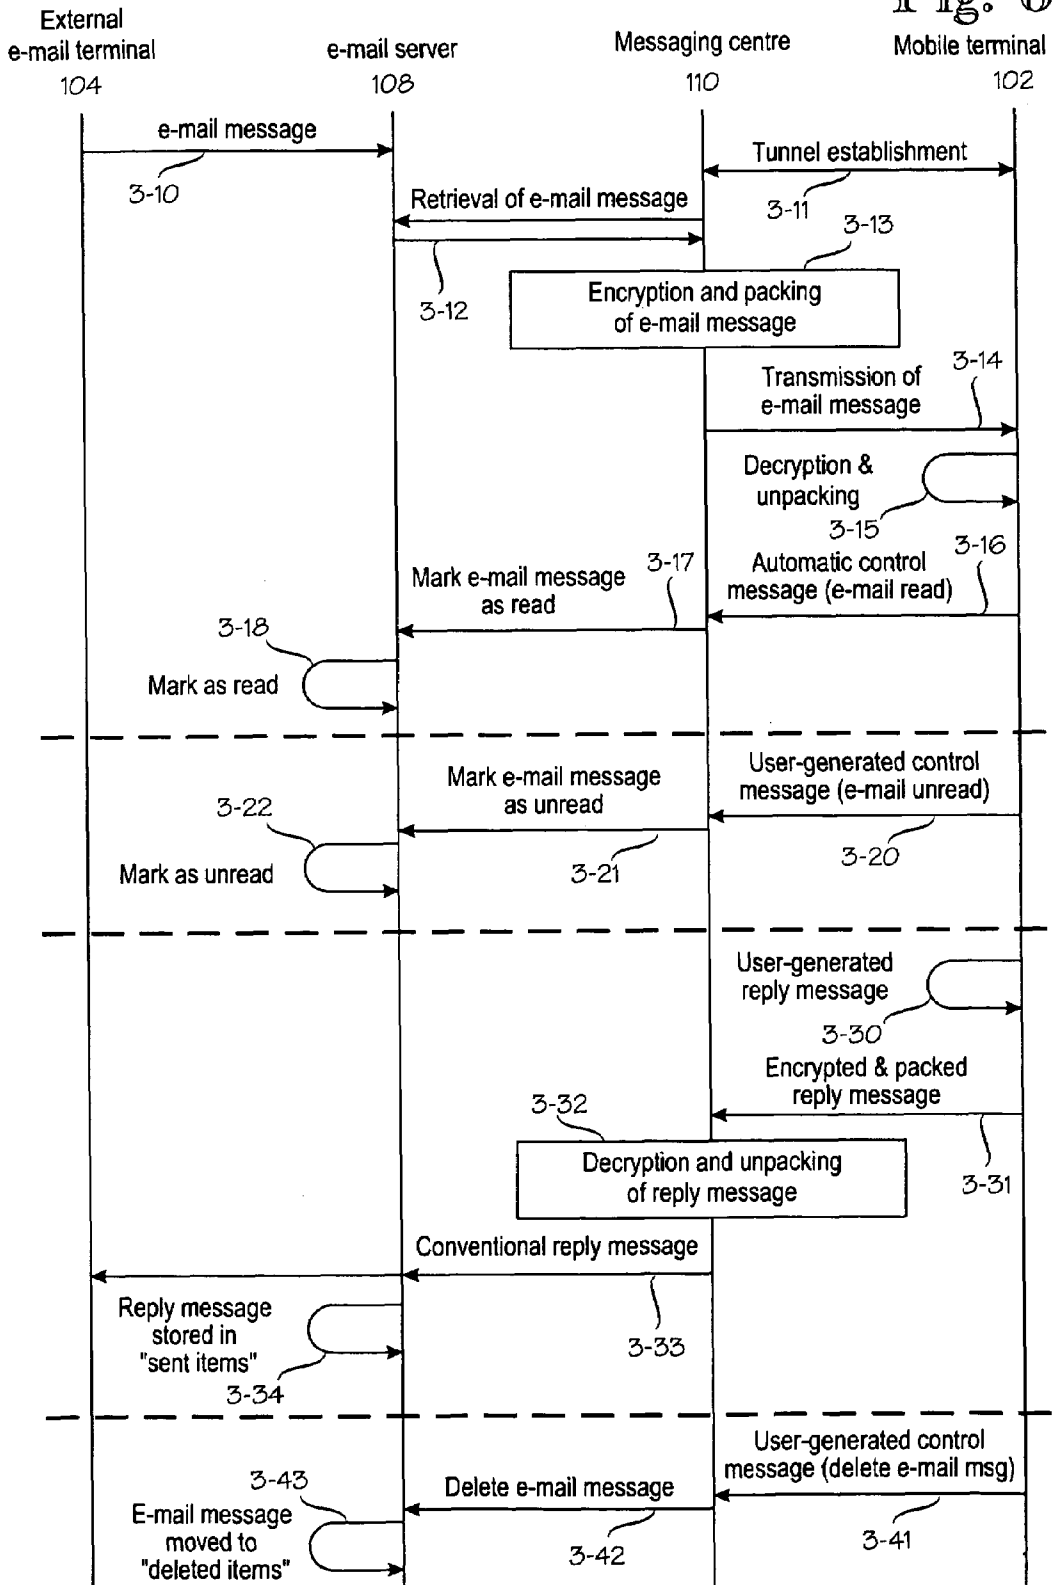 Fig. 6
External
e-mail terminal
104
e-mail server
108
Messaging centre
110
Mobile terminal
102
e-mail message
3-10
Tunnel establishment
3-11
Retrieval of e-mail message
3-12
3-13
Encryption and packing
of e-mail message
3-14
Transmission of
e-mail message
Decryption &
unpacking
3-15
3-16
Automatic control
message (e-mail read)
3-17
Mark e-mail message
as read
3-18
Mark as read
User-generated control
message (e-mail unread)
3-20
Mark e-mail message
as unread
3-21
3-22
Mark as unread
User-generated
reply message
3-30
Encrypted & packed
reply message
3-31
3-32
Decryption and unpacking
of reply message
Conventional reply message
3-33
Reply message
stored in
"sent items"
3-34
User-generated control
message (delete e-mail msg)
3-41
Delete e-mail message
3-42
3-43
E-mail message
moved to
"deleted items"